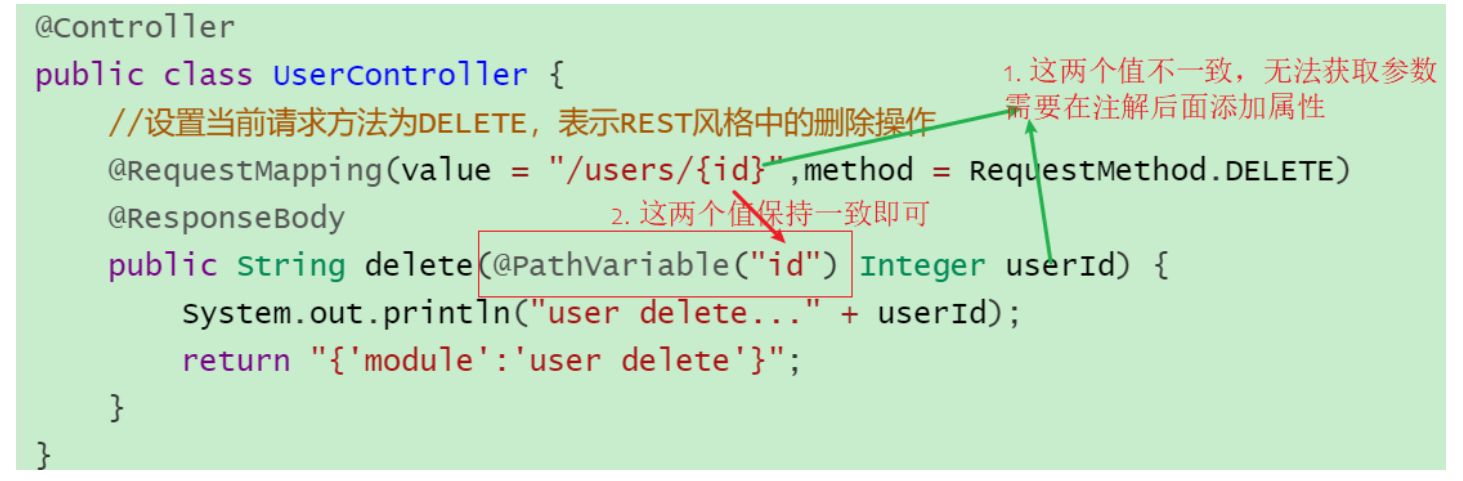 @Controller
public class UserController {
1. 这两个值不一致，无法获取参数
需要在注解后面添加属性
//设置当前请求方法为DELETE，表示REST风格中的删除操作
@RequestMapping(value = "/users/{id}",method = RequestMethod.DELETE)
@ResponseBody
2. 这两个值保持一致即可
public String delete(@PathVariable("id") Integer userId) {
System.out.println("user delete..." + userId);
return "{'module':'user delete'}";
}
}